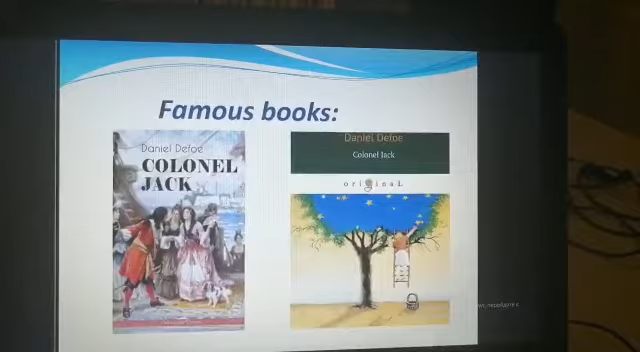 Famous books:
Daniel Defoe
COLONEL
JACK
Daniel Defoe
Colonel Jack
originaL